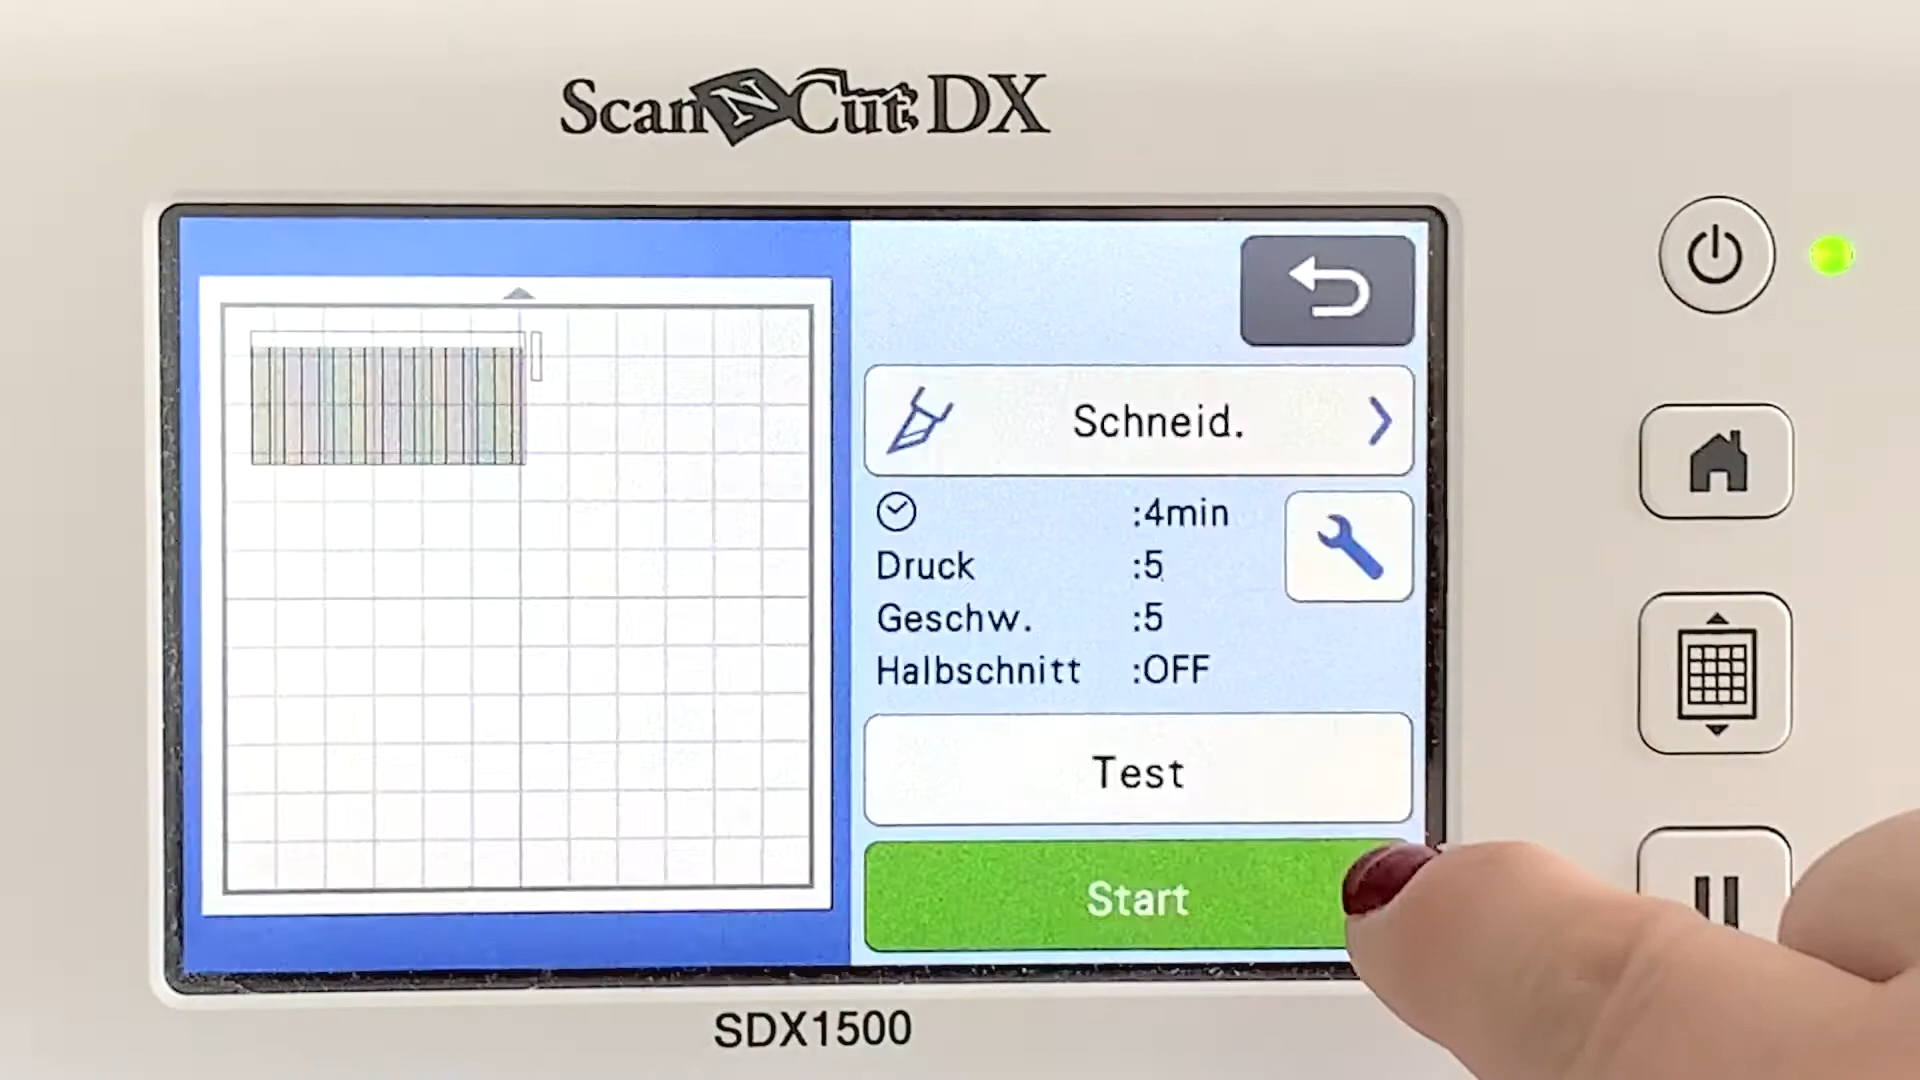 ScanNCut DX
Schneid.
:4min
Druck :5
Geschw. :5
Halbschnitt :OFF
Test
Start
SDX1500